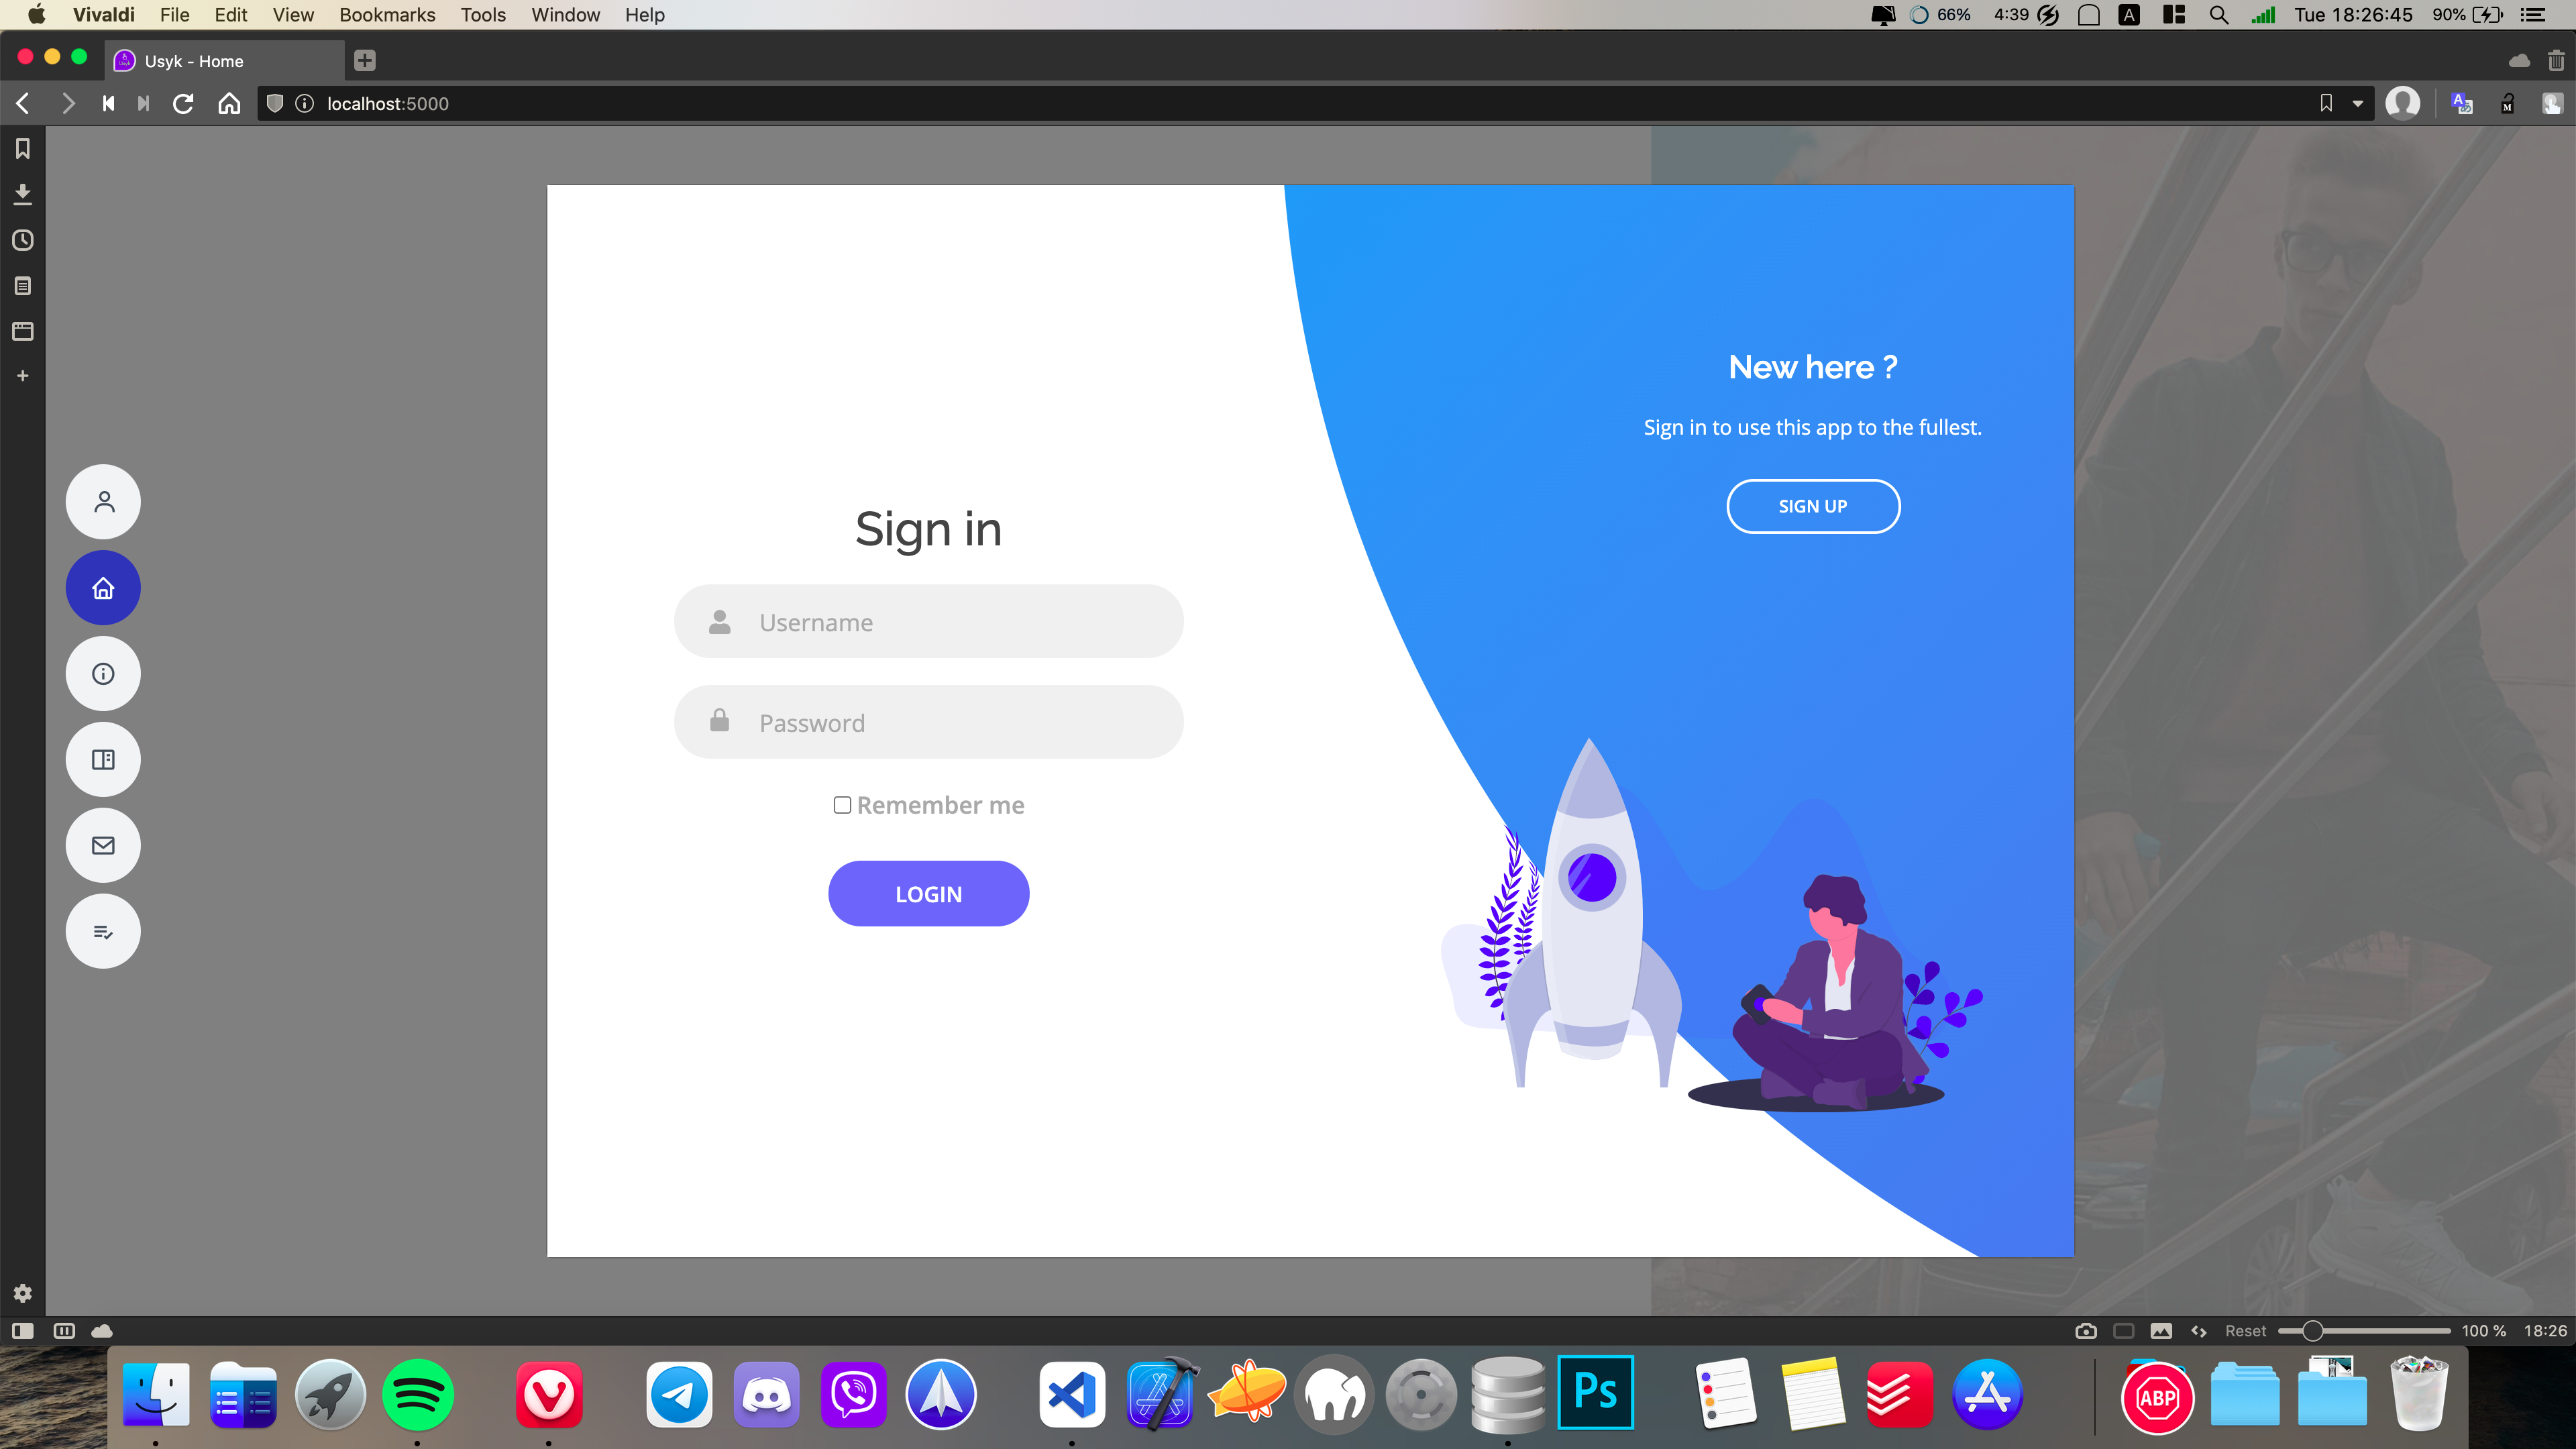 Vivaldi File Edit View Bookmarks Tools Window Help
66% 4:39 A Tue 18:26:45 90%
Usyk - Home
localhost:5000
New here ?
Sign in to use this app to the fullest.
SIGN UP
Sign in
Username
Password
Remember me
LOGIN
Reset 100 % 18:26
Ps
ABP